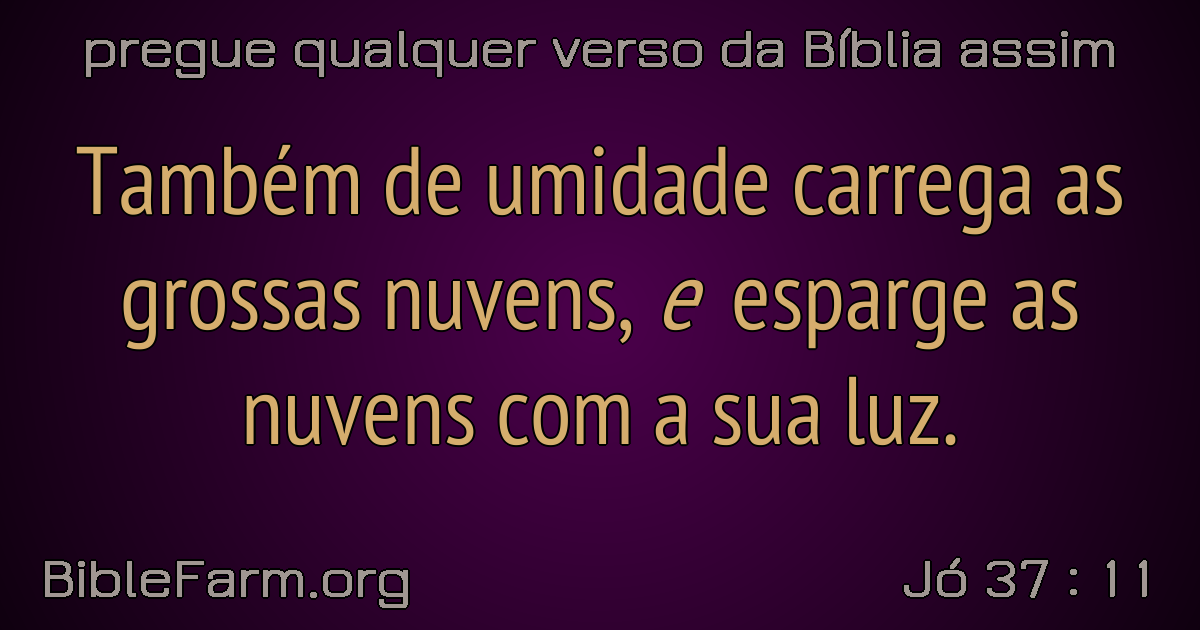 pregue qualquer verso da Bíblia assim
Também de umidade carrega as
grossas nuvens, e esparge as
nuvens com a sua luz.
BibleFarm.org
Jó 37 : 11